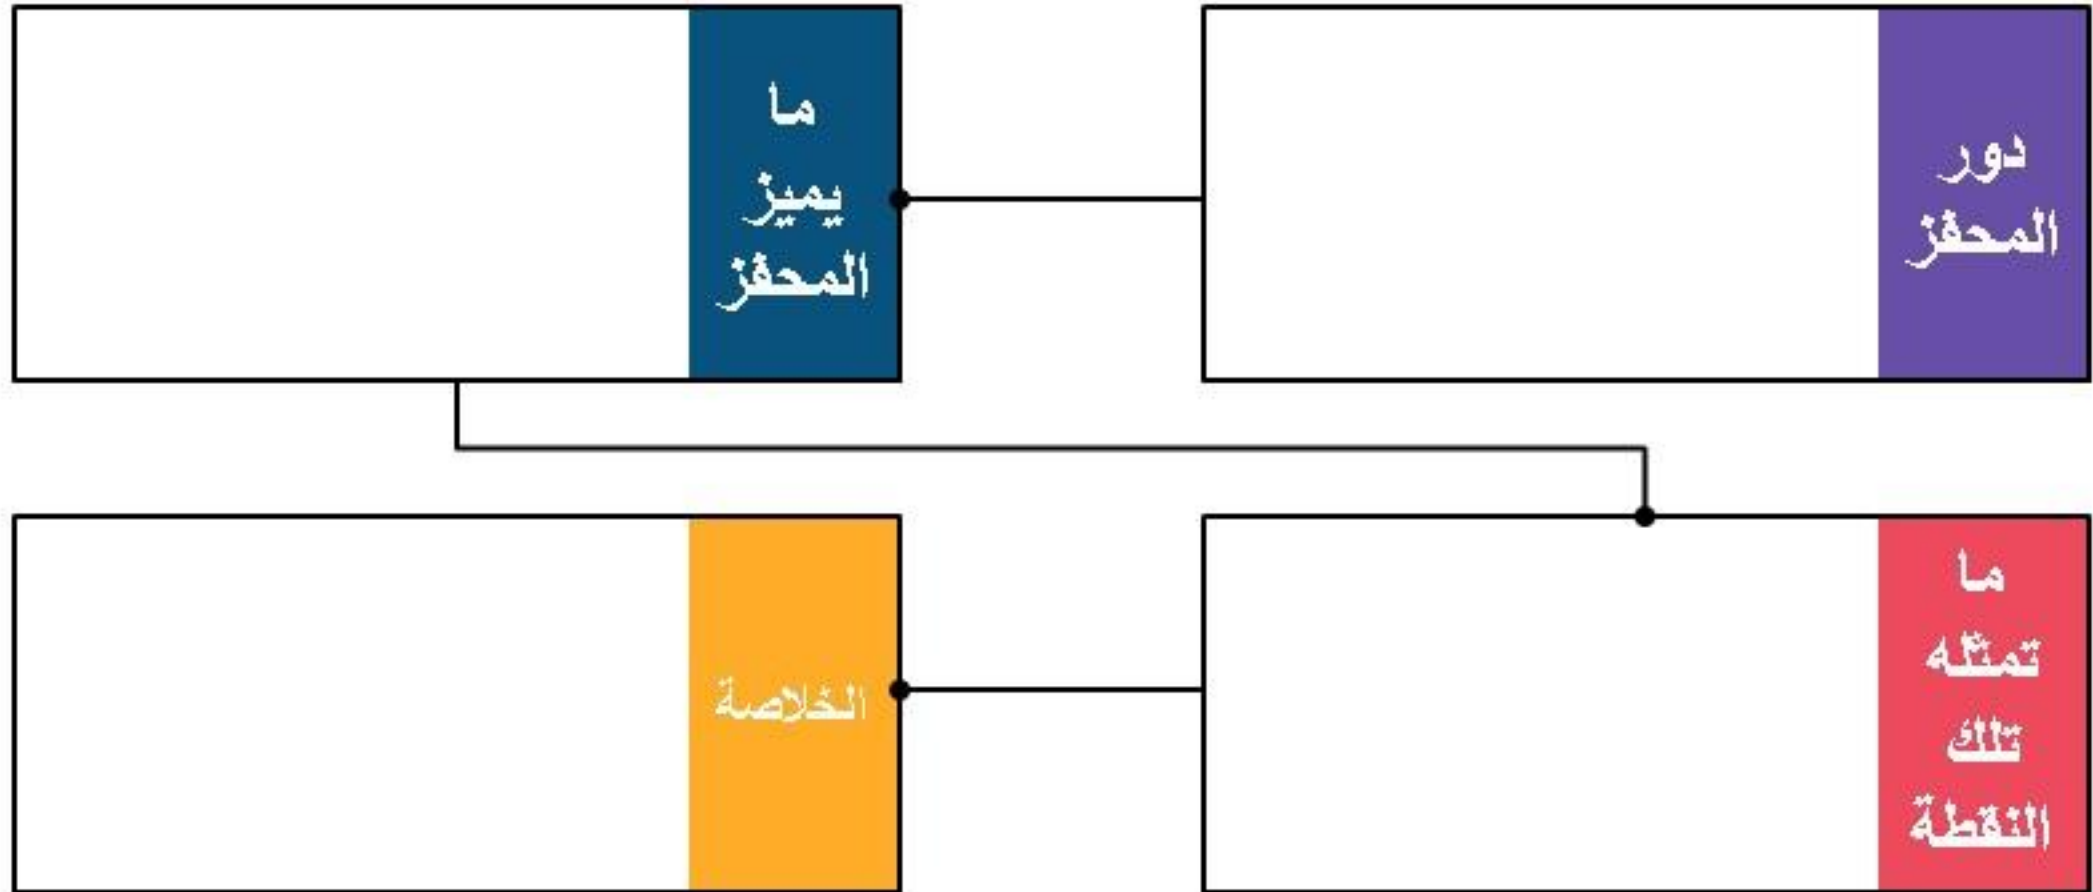 دور
المحفز
ما
يميز
المحفز
ما
تمثله
تلك
النقطة
الخلاصة